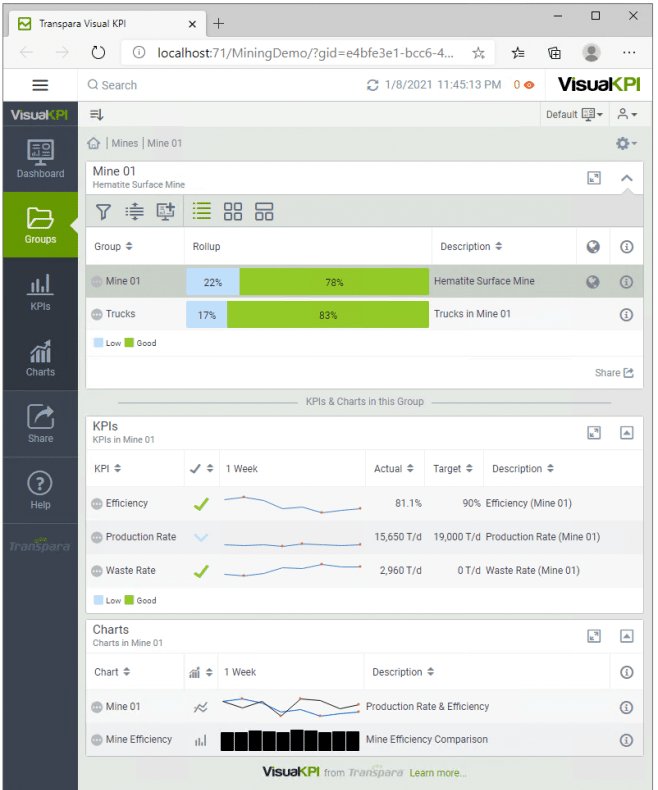 Transpara Visual KPI
localhost:71/MiningDemo/?gid=e4bfe3e1-bcc6-4...
Search
1/8/2021 11:45:13 PM 0
VisualKPI
VisualKPI
Default
Mines | Mine 01
Dashboard
Mine 01
Hematite Surface Mine
Groups
Group Rollup Description
Mine 01 22% 78% Hematite Surface Mine
KPIs
Trucks 17% 83% Trucks in Mine 01
Low Good
Charts
Share
KPIs & Charts in this Group
Share
KPIs
KPIs in Mine 01
KPI 1 Week Actual Target Description
Help
Efficiency 81.1% 90% Efficiency (Mine 01)
Production Rate 15,650 T/d 19,000 T/d Production Rate (Mine 01)
Transpara
Waste Rate 2,960 T/d 0 T/d Waste Rate (Mine 01)
Low Good
Charts
Charts in Mine 01
Chart 1 Week Description
Mine 01 Production Rate & Efficiency
Mine Efficiency Mine Efficiency Comparison
VisualKPI from Transpara Learn more...